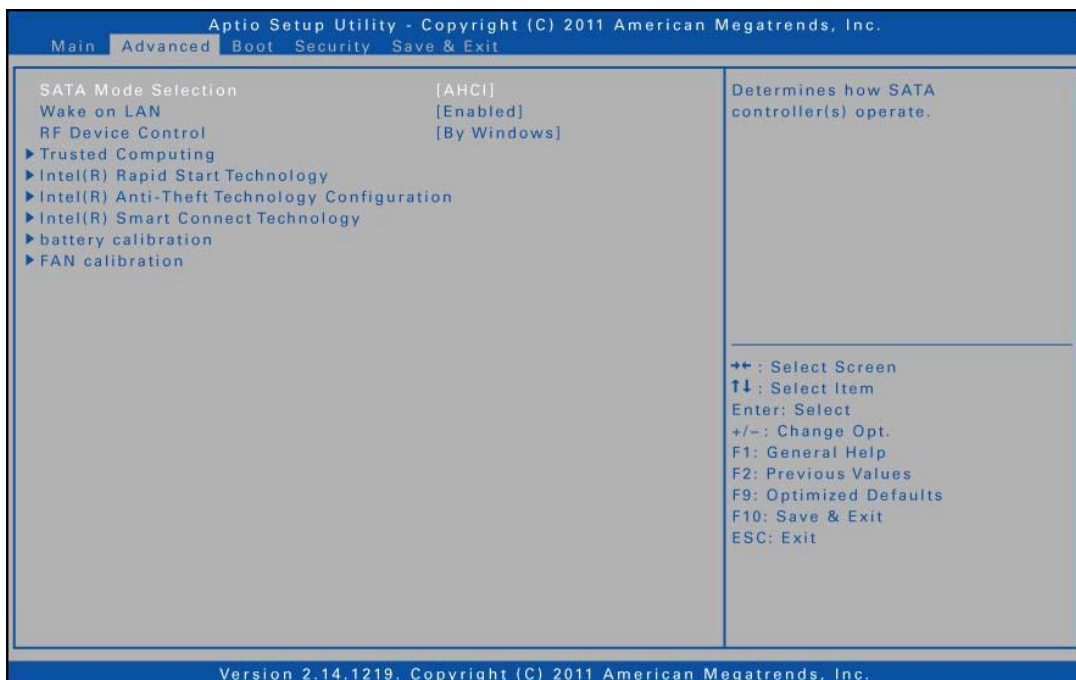 Aptio Setup Utility - Copyright (C) 2011 American Megatrends, Inc.
Main Advanced Boot Security Save & Exit
SATA Mode Selection [AHCI]
Wake on LAN [Enabled]
RF Device Control [By Windows]
Trusted Computing
Intel(R) Rapid Start Technology
Intel(R) Anti-Theft Technology Configuration
Intel(R) Smart Connect Technology
battery calibration
FAN calibration
Determines how SATA
controller(s) operate.
→← : Select Screen
↑↓ : Select Item
Enter: Select
+/–: Change Opt.
F1: General Help
F2: Previous Values
F9: Optimized Defaults
F10: Save & Exit
ESC: Exit
Version 2.14.1219. Copyright (C) 2011 American Megatrends, Inc.